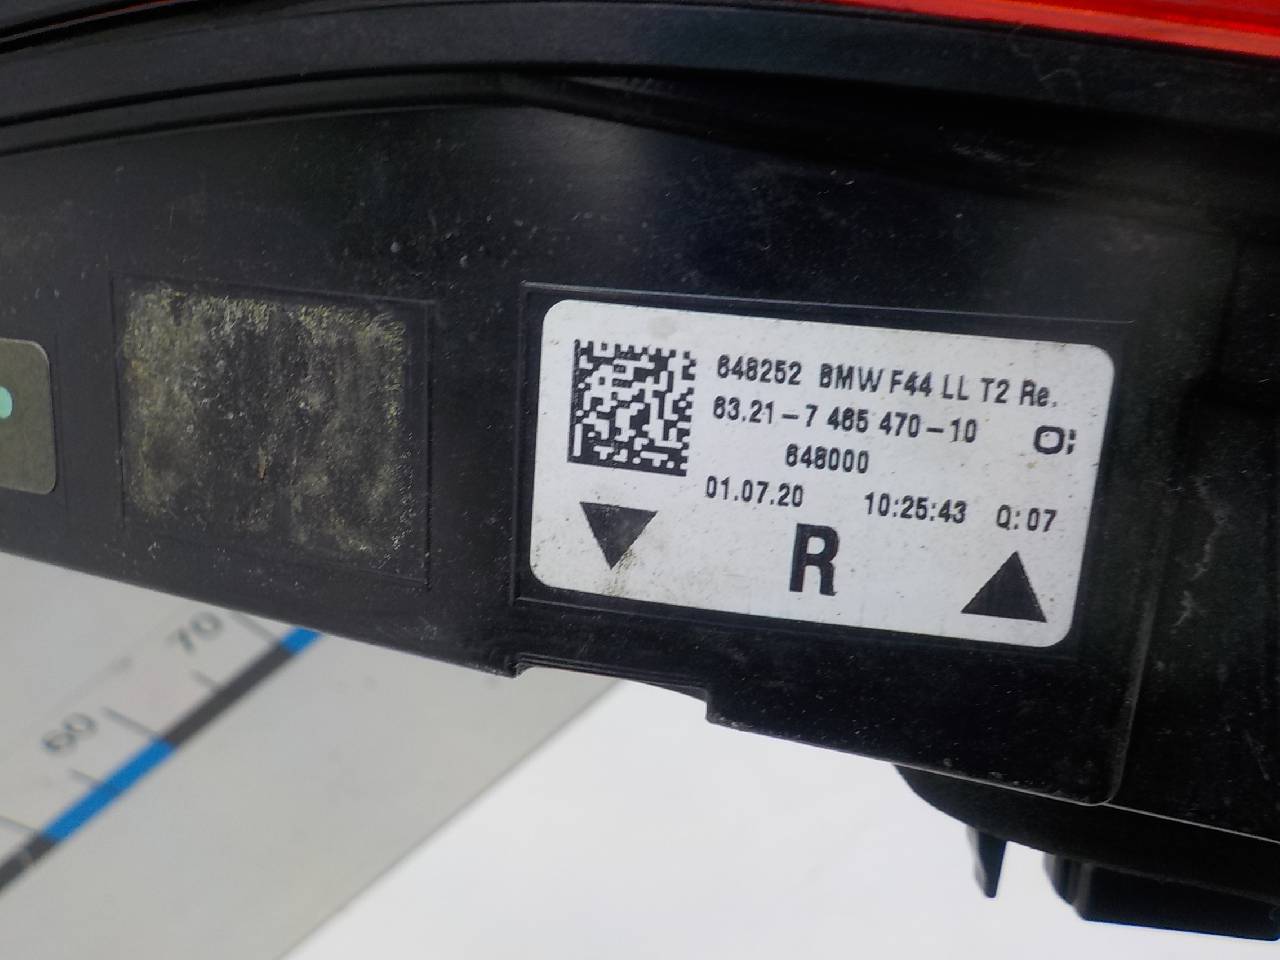 648252 BMW F44 LL T2 Re.
63.21-7 465 470-10 O:
648000
01.07.20 10:25:43 Q:07
R
70
60